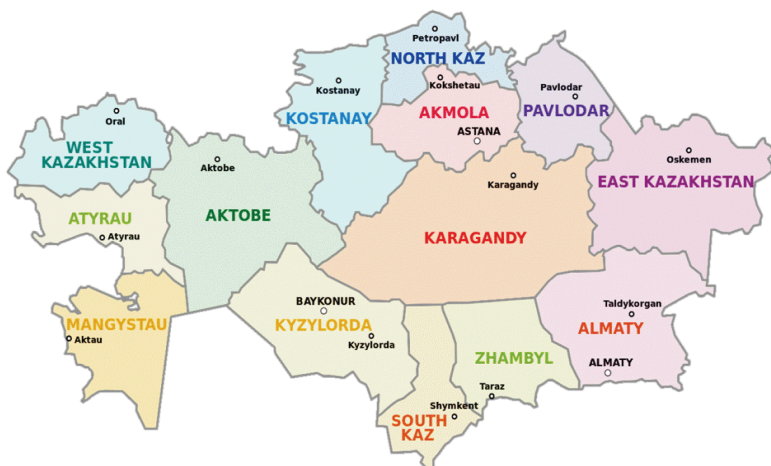 Petropavl
NORTH KAZ
Kokshetau
Kostanay
KOSTANAY
AKMOLA
ASTANA
Pavlodar
PAVLODAR
Oral
WEST
KAZAKHSTAN
Aktobe
AKTOBE
Karagandy
KARAGANDY
Oskemen
EAST KAZAKHSTAN
ATYRAU
Atyrau
MANGYSTAU
Aktau
BAYKONUR
KYZYLORDA
Kyzylorda
Taldykorgan
ALMATY
ALMATY
ZHAMBYL
Taraz
Shymkent
SOUTH
KAZ